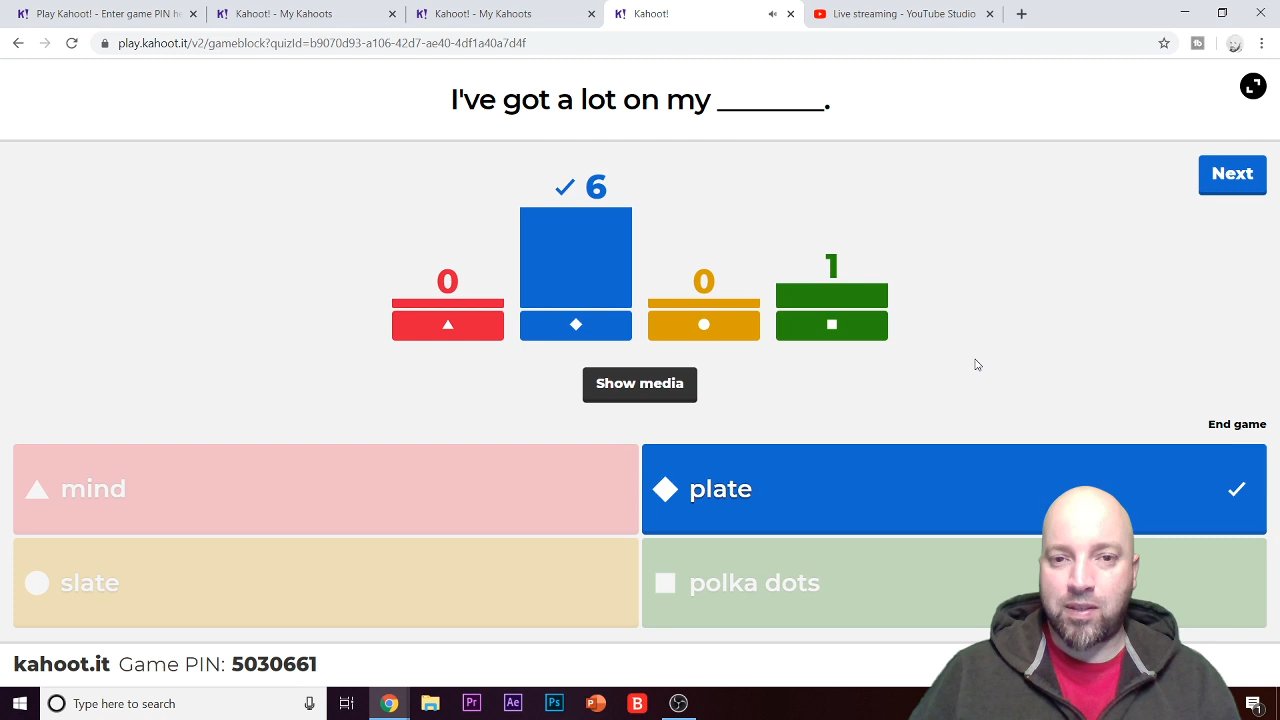 Play Kahoot! - Enter game PIN he
Kahoot! - My Kahoots
Kahoot! - My Kahoots
Kahoot!
Live streaming - YouTube Studio
play.kahoot.it/v2/gameblock?quizId=b9070d93-a106-42d7-ae40-4df1a40a7d4f
I've got a lot on my ________.
Next
6
0
0
1
Show media
End game
mind
plate
slate
polka dots
kahoot.it Game PIN: 5030661
Type here to search